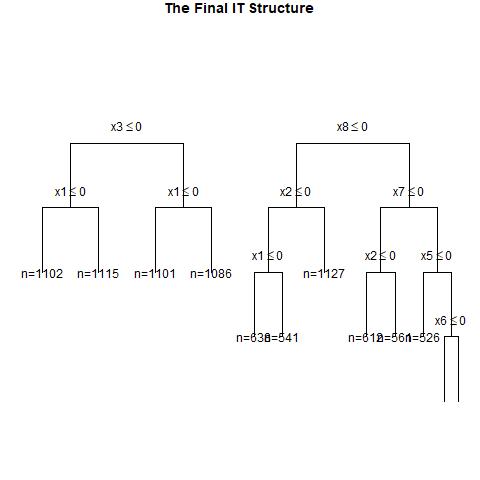 The Final IT Structure
x3 ≤ 0 x8 ≤ 0
x1 ≤ 0 x1 ≤ 0 x2 ≤ 0 x7 ≤ 0
x1 ≤ 0 x2 ≤ 0 x5 ≤ 0
n=1102 n=1115 n=1101 n=1086 n=1127
x6 ≤ 0
n=638 n=541 n=612 n=561 n=526